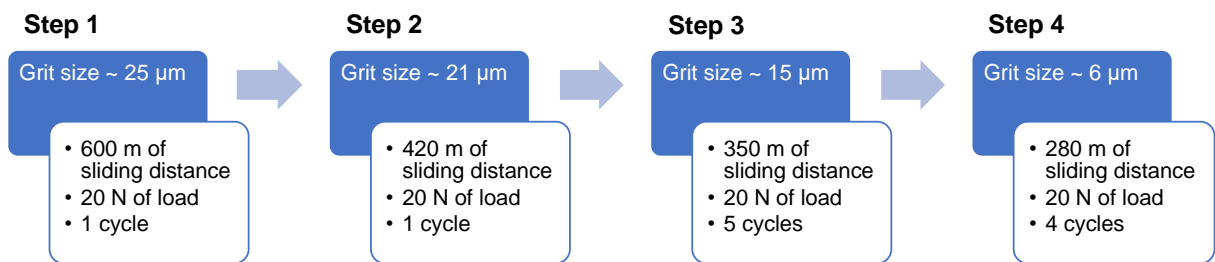 Step 1
Grit size ~ 25 μm
• 600 m of
sliding distance
• 20 N of load
• 1 cycle
Step 2
Grit size ~ 21 μm
• 420 m of
sliding distance
• 20 N of load
• 1 cycle
Step 3
Grit size ~ 15 μm
• 350 m of
sliding distance
• 20 N of load
• 5 cycles
Step 4
Grit size ~ 6 μm
• 280 m of
sliding distance
• 20 N of load
• 4 cycles